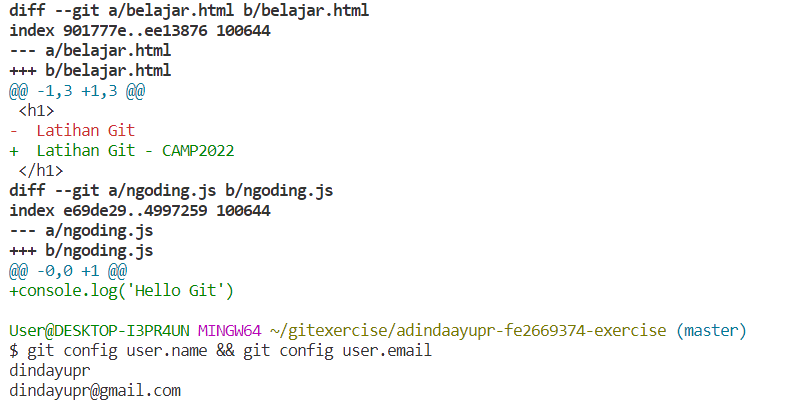 diff --git a/belajar.html b/belajar.html
index 901777e..ee13876 100644
--- a/belajar.html
+++ b/belajar.html
@@ -1,3 +1,3 @@
 <h1>
-  Latihan Git
+  Latihan Git - CAMP2022
 </h1>
diff --git a/ngoding.js b/ngoding.js
index e69de29..4997259 100644
--- a/ngoding.js
+++ b/ngoding.js
@@ -0,0 +1 @@
+console.log('Hello Git')
User@DESKTOP-I3PR4UN MINGW64 ~/gitexercise/adindaayupr-fe2669374-exercise (master)
$ git config user.name && git config user.email
dindayupr
dindayupr@gmail.com